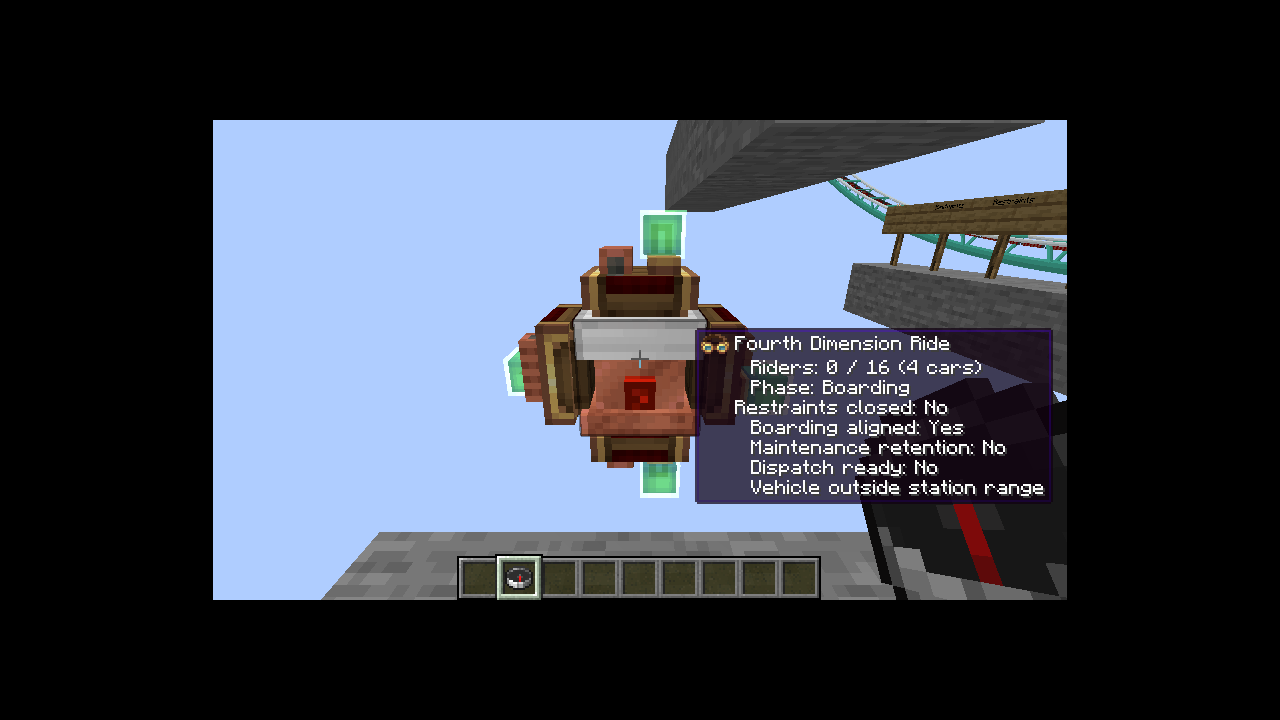 Restraints
Fourth Dimension Ride
Riders: 0 / 16 (4 cars)
Phase: Boarding
Restraints closed: No
Boarding aligned: Yes
Maintenance retention: No
Dispatch ready: No
Vehicle outside station range